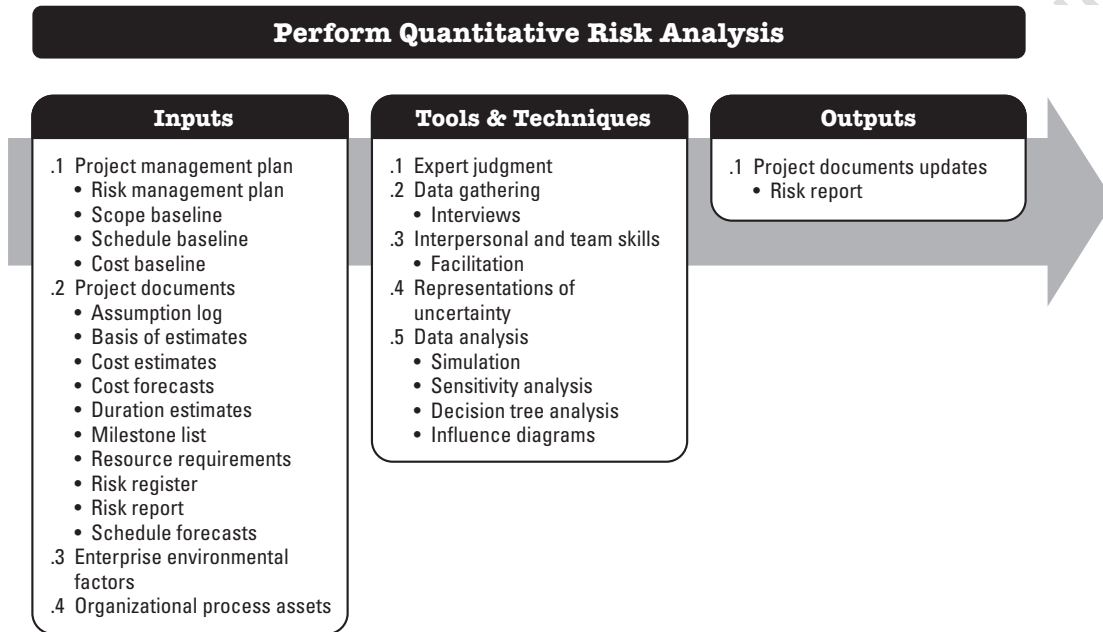 Perform Quantitative Risk Analysis
Inputs
.1 Project management plan
• Risk management plan
• Scope baseline
• Schedule baseline
• Cost baseline
.2 Project documents
• Assumption log
• Basis of estimates
• Cost estimates
• Cost forecasts
• Duration estimates
• Milestone list
• Resource requirements
• Risk register
• Risk report
• Schedule forecasts
.3 Enterprise environmental
factors
.4 Organizational process assets
Tools & Techniques
.1 Expert judgment
.2 Data gathering
• Interviews
.3 Interpersonal and team skills
• Facilitation
.4 Representations of
uncertainty
.5 Data analysis
• Simulation
• Sensitivity analysis
• Decision tree analysis
• Influence diagrams
Outputs
.1 Project documents updates
• Risk report